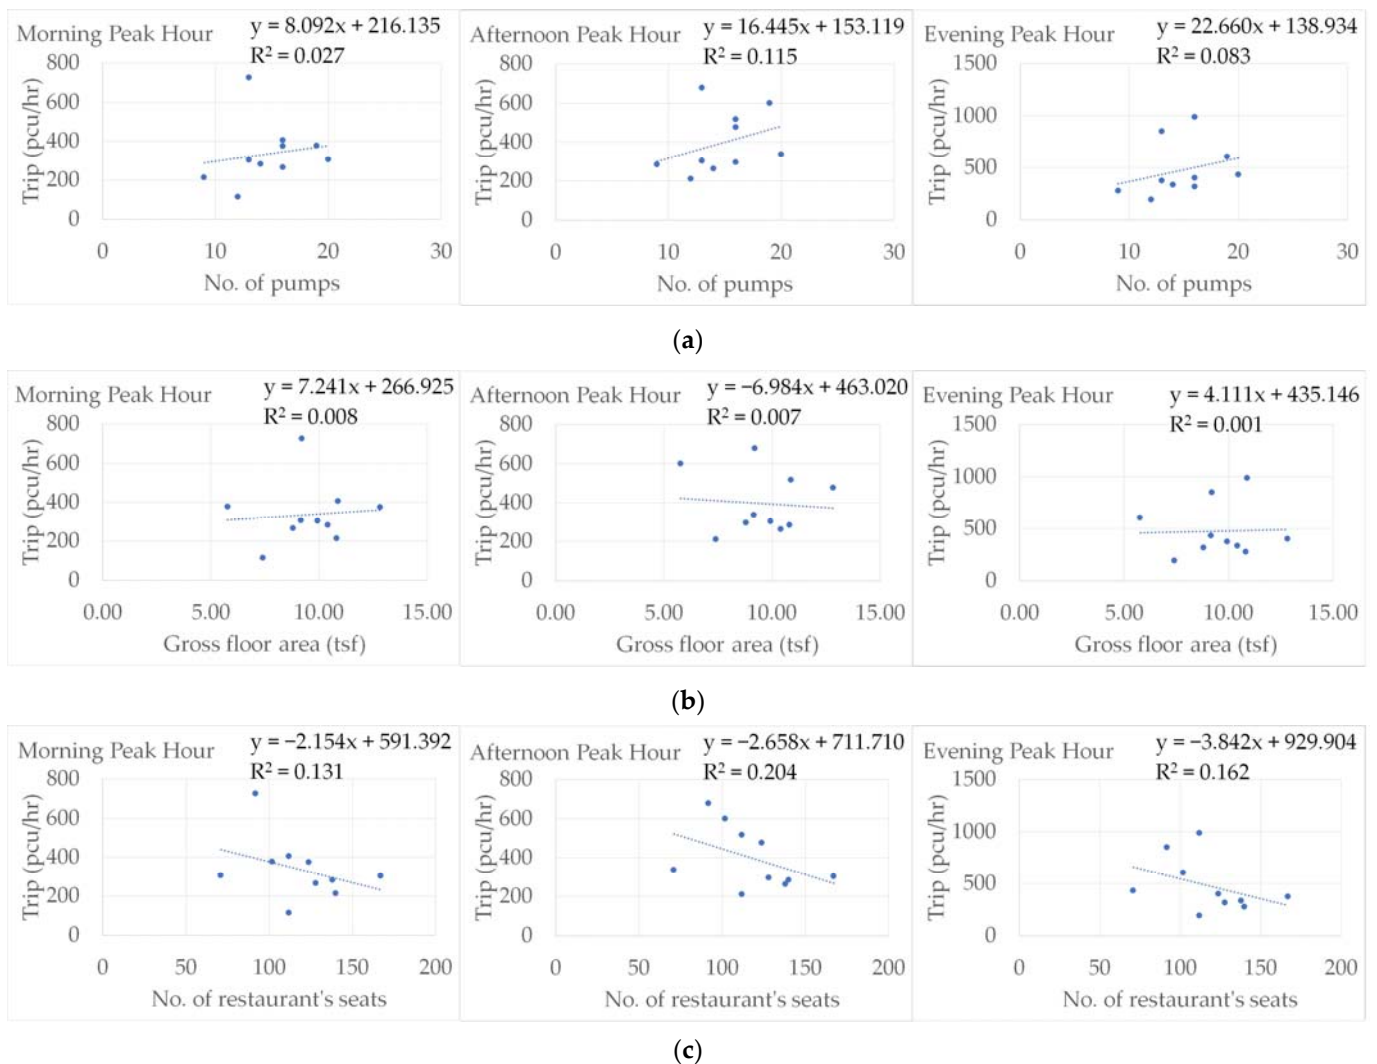 Morning Peak Hour
y = 8.092x + 216.135
R² = 0.027
Trip (pcu/hr)
800
600
400
200
0
0 10 20 30
No. of pumps
Afternoon Peak Hour
y = 16.445x + 153.119
R² = 0.115
Trip (pcu/hr)
800
600
400
200
0
0 10 20 30
No. of pumps
Evening Peak Hour
y = 22.660x + 138.934
R² = 0.083
Trip (pcu/hr)
1500
1000
500
0
0 10 20 30
No. of pumps
(a)
Morning Peak Hour
y = 7.241x + 266.925
R² = 0.008
Trip (pcu/hr)
800
600
400
200
0
0.00 5.00 10.00 15.00
Gross floor area (tsf)
Afternoon Peak Hour
y = −6.984x + 463.020
R² = 0.007
Trip (pcu/hr)
800
600
400
200
0
0.00 5.00 10.00 15.00
Gross floor area (tsf)
Evening Peak Hour
y = 4.111x + 435.146
R² = 0.001
Trip (pcu/hr)
1500
1000
500
0
0.00 5.00 10.00 15.00
Gross floor area (tsf)
(b)
Morning Peak Hour
y = −2.154x + 591.392
R² = 0.131
Trip (pcu/hr)
800
600
400
200
0
0 50 100 150 200
No. of restaurant's seats
Afternoon Peak Hour
y = −2.658x + 711.710
R² = 0.204
Trip (pcu/hr)
800
600
400
200
0
0 50 100 150 200
No. of restaurant's seats
Evening Peak Hour
y = −3.842x + 929.904
R² = 0.162
Trip (pcu/hr)
1500
1000
500
0
0 50 100 150 200
No. of restaurant's seats
(c)